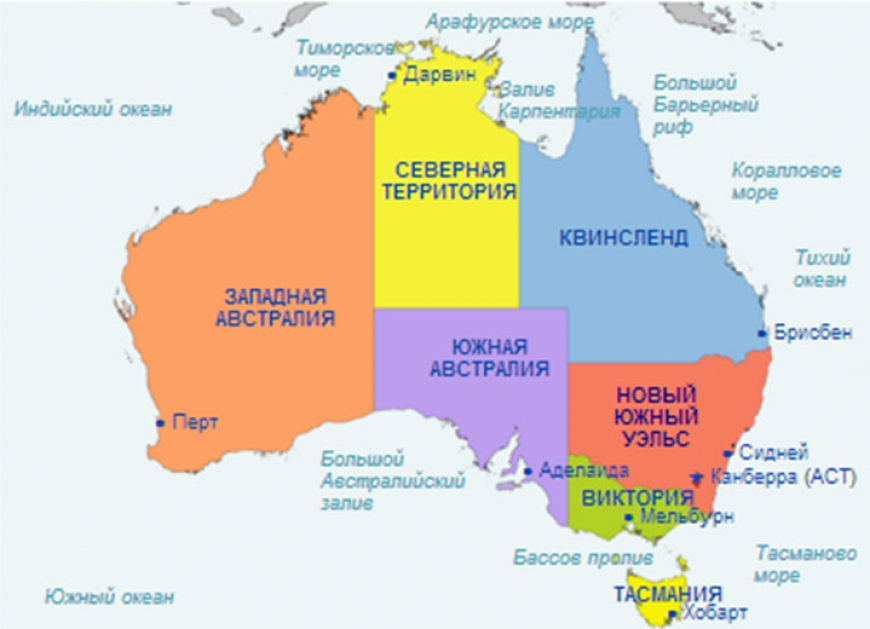 Арафурское море
Тиморское
море
Дарвин
Залив
Карпентария
Большой
Барьерный
риф
Индийский океан
СЕВЕРНАЯ
ТЕРРИТОРИЯ
Коралловое
море
КВИНСЛЕНД
Тихий
океан
ЗАПАДНАЯ
АВСТРАЛИЯ
Брисбен
ЮЖНАЯ
АВСТРАЛИЯ
НОВЫЙ
ЮЖНЫЙ
УЭЛЬС
Перт
Сидней
Большой
Австралийский
залив
Аделаида
Канберра (АСТ)
ВИКТОРИЯ
Мельбурн
Бассов пролив
Тасманово
море
Южный океан
ТАСМАНИЯ
Хобарт